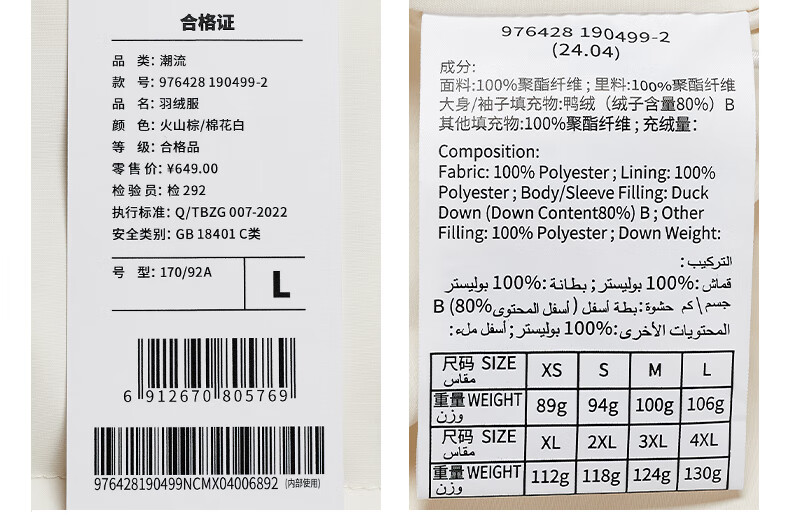 合格证
品 类: 潮流
款 号: 976428 190499-2
品 名: 羽绒服
颜 色: 火山棕/棉花白
等 级: 合格品
零 售 价: ¥649.00
检 验 员: 检 292
执行标准: Q/TBZG 007-2022
安全类别: GB 18401 C类
号 型: 170/92A
L
6 912670 805769
976428190499NCMX04006892 (内部使用)
976428 190499-2
(24.04)
成分:
面料:100%聚酯纤维 ; 里料:100%聚酯纤维
大身/袖子填充物:鸭绒（绒子含量80%）B
其他填充物:100%聚酯纤维 ; 充绒量:
Composition:
Fabric: 100% Polyester ; Lining: 100%
Polyester ; Body/Sleeve Filling: Duck
Down (Down Content80%) B ; Other
Filling: 100% Polyester ; Down Weight:
التركيب:
قماش:100% بوليستر; بطانة:100% بوليستر
جسم\كم حشوة:بطة أسفل (أسفل المحتوى80%) B
المحتويات الأخرى:100% بوليستر; أسفل ملء:
尺码 SIZE مقاس XS S M L
重量 WEIGHT وزن 89g 94g 100g 106g
尺码 SIZE مقاس XL 2XL 3XL 4XL
重量 WEIGHT وزن 112g 118g 124g 130g